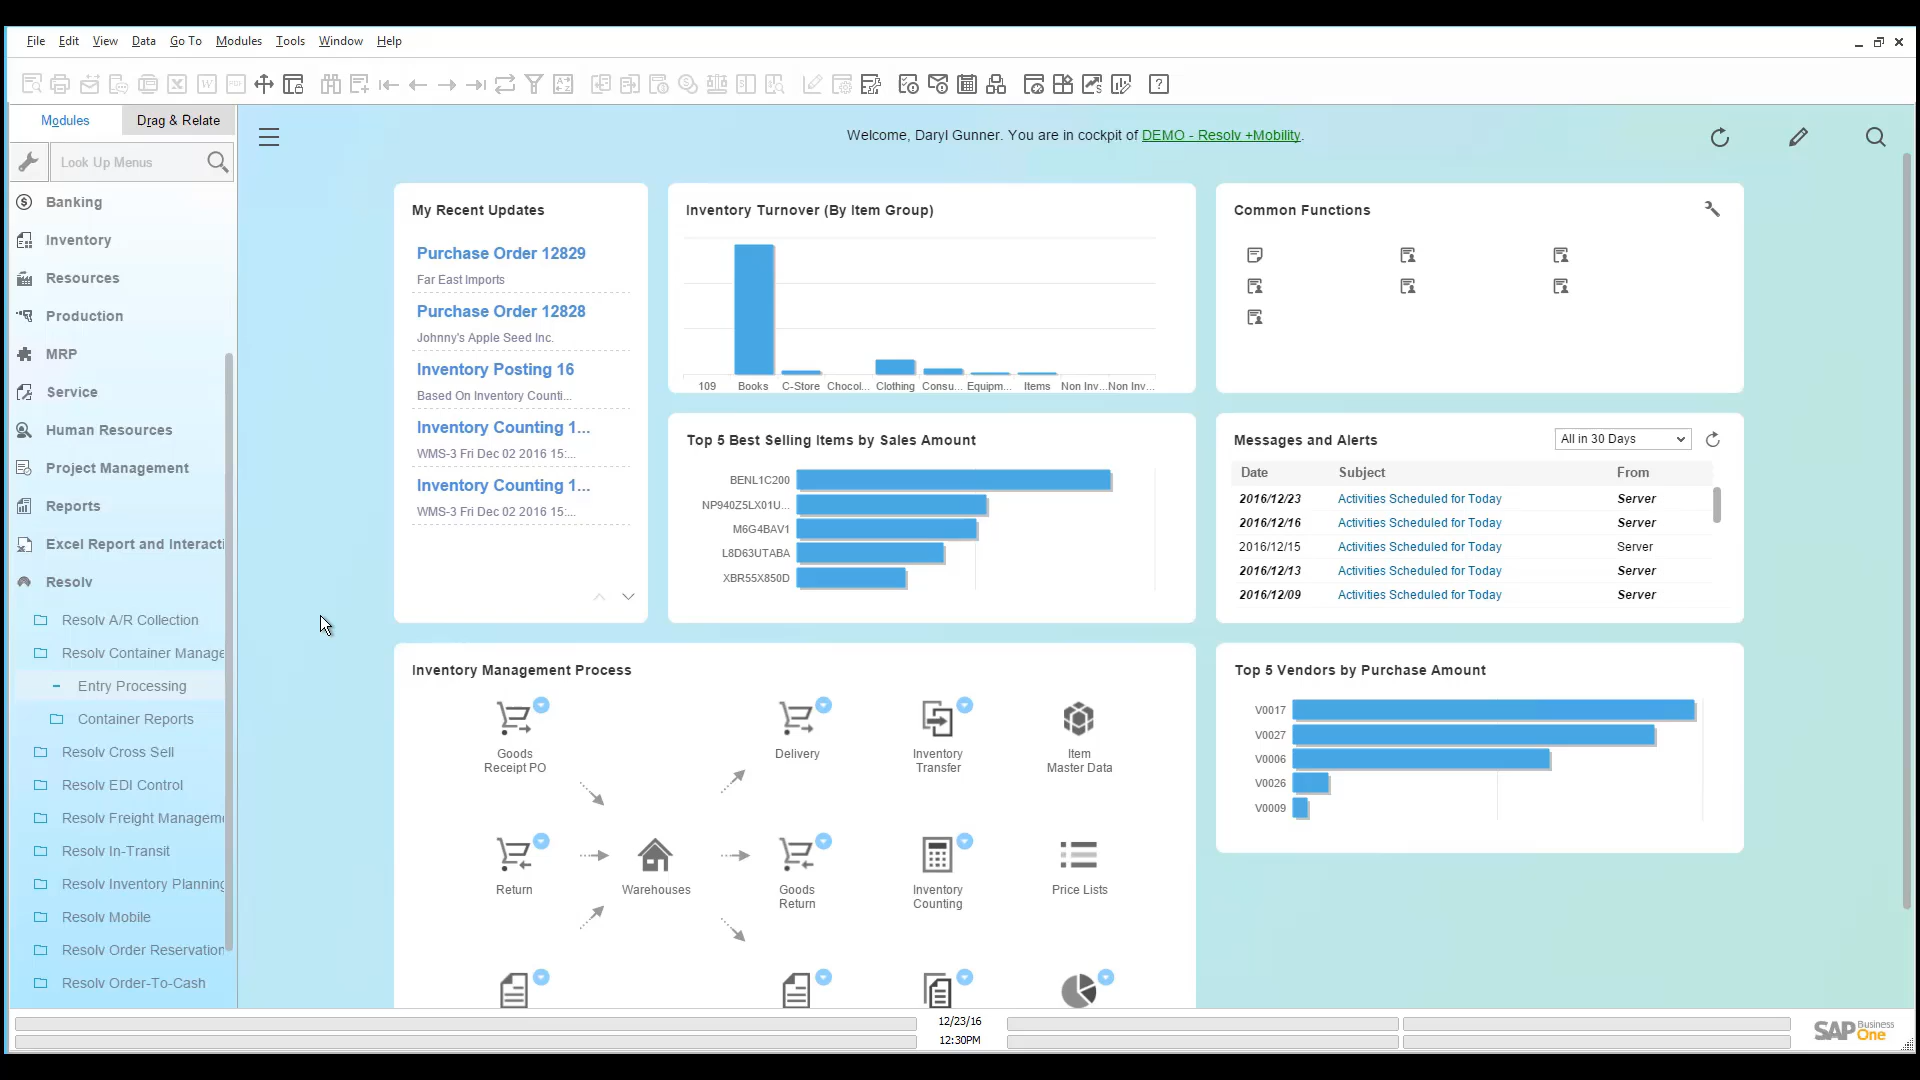 File Edit View Data Go To Modules Tools Window Help
Modules
Drag & Relate
Look Up Menus
Banking
Inventory
Resources
Production
MRP
Service
Human Resources
Project Management
Reports
Excel Report and Interacti
Resolv
Resolv A/R Collection
Resolv Container Manage
Entry Processing
Container Reports
Resolv Cross Sell
Resolv EDI Control
Resolv Freight Managem
Resolv In-Transit
Resolv Inventory Planning
Resolv Mobile
Resolv Order Reservation
Resolv Order-To-Cash
Welcome, Daryl Gunner. You are in cockpit of DEMO - Resolv +Mobility.
My Recent Updates
Purchase Order 12829
Far East Imports
Purchase Order 12828
Johnny's Apple Seed Inc.
Inventory Posting 16
Based On Inventory Counti...
Inventory Counting 1...
WMS-3 Fri Dec 02 2016 15:...
Inventory Counting 1...
WMS-3 Fri Dec 02 2016 15:...
Inventory Turnover (By Item Group)
109 Books C-Store Chocol... Clothing Consu... Equipm... Items Non Inv... Non Inv...
Common Functions
Top 5 Best Selling Items by Sales Amount
BENL1C200
NP940Z5LX01U...
M6G4BAV1
L8D63UTABA
XBR55X850D
Messages and Alerts
All in 30 Days
Date Subject From
2016/12/23 Activities Scheduled for Today Server
2016/12/16 Activities Scheduled for Today Server
2016/12/15 Activities Scheduled for Today Server
2016/12/13 Activities Scheduled for Today Server
2016/12/09 Activities Scheduled for Today Server
Inventory Management Process
Goods
Receipt PO
Delivery
Inventory
Transfer
Item
Master Data
Return
Warehouses
Goods
Return
Inventory
Counting
Price Lists
Top 5 Vendors by Purchase Amount
V0017
V0027
V0006
V0026
V0009
12/23/16
12:30PM
SAP Business
One